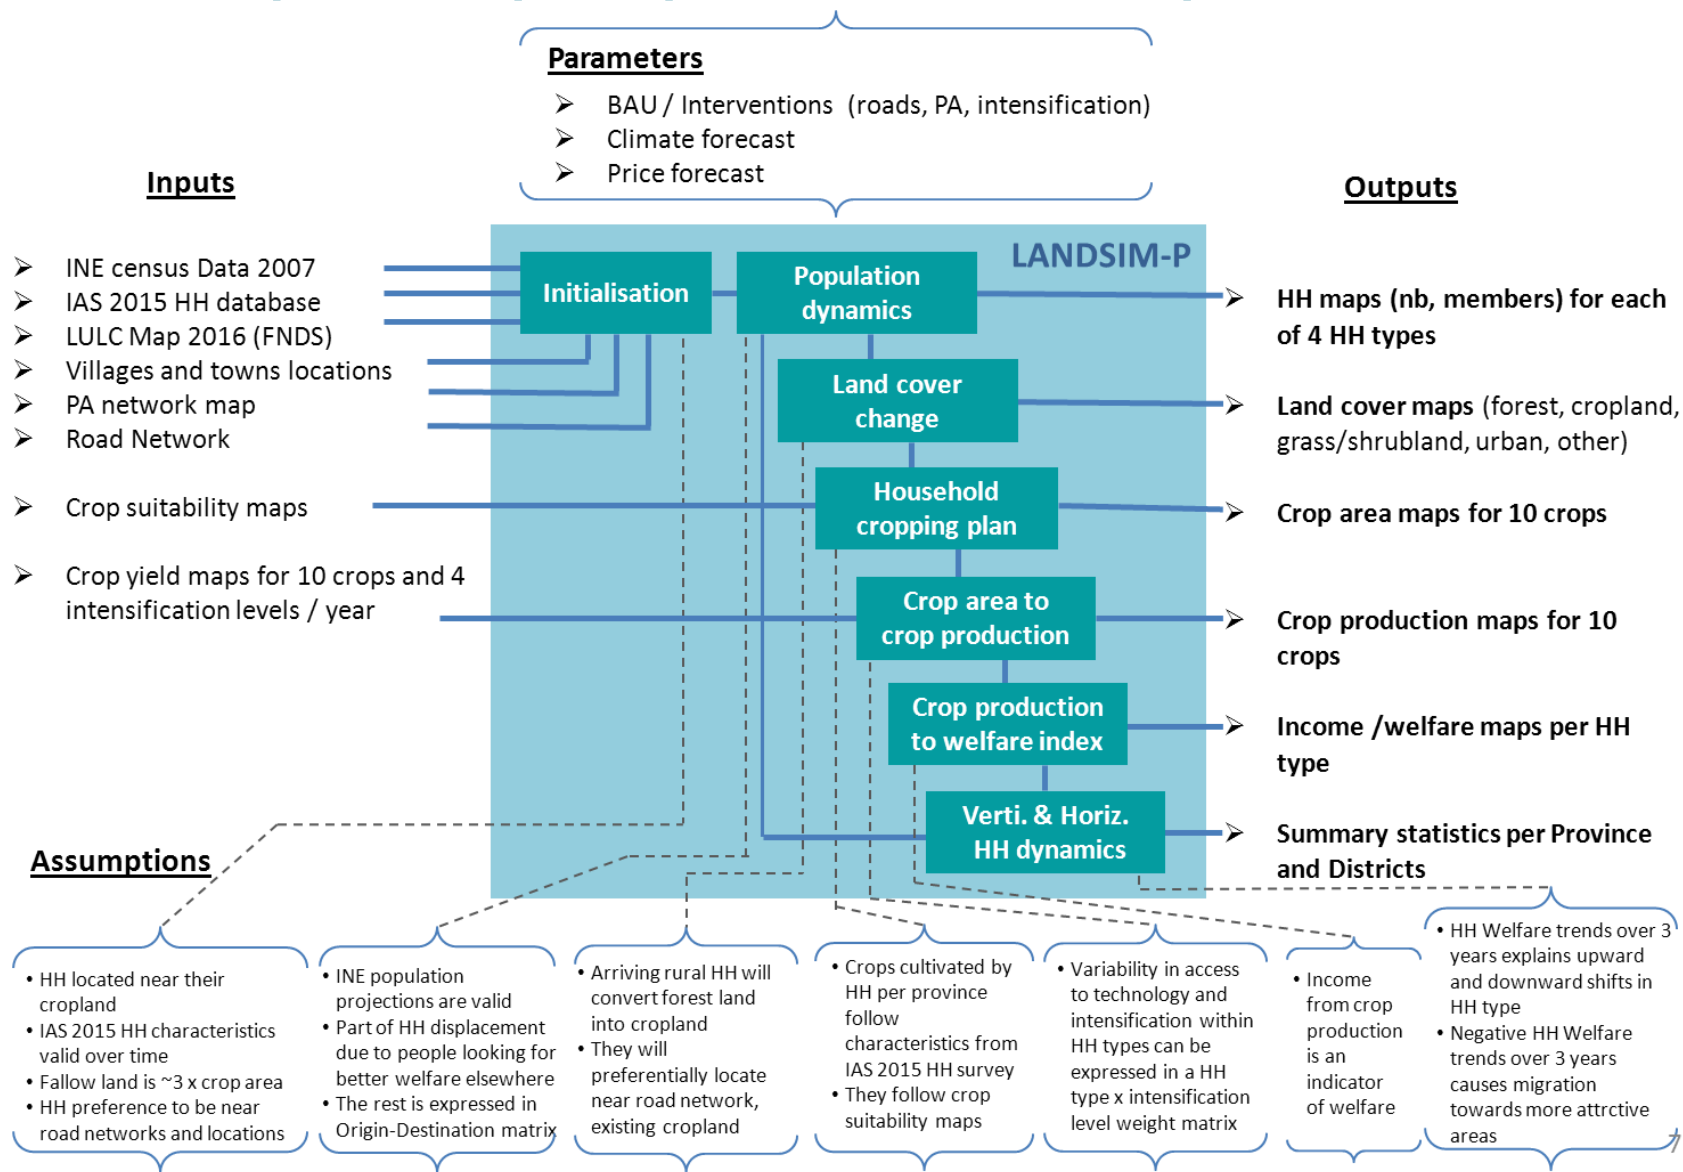 Parameters
➢ BAU / Interventions (roads, PA, intensification)
➢ Climate forecast
➢ Price forecast
Inputs
➢ INE census Data 2007
➢ IAS 2015 HH database
➢ LULC Map 2016 (FNDS)
➢ Villages and towns locations
➢ PA network map
➢ Road Network
➢ Crop suitability maps
➢ Crop yield maps for 10 crops and 4
intensification levels / year
LANDSIM-P
Initialisation
Population
dynamics
Land cover
change
Household
cropping plan
Crop area to
crop production
Crop production
to welfare index
Verti. & Horiz.
HH dynamics
Outputs
➢ HH maps (nb, members) for each
of 4 HH types
➢ Land cover maps (forest, cropland,
grass/shrubland, urban, other)
➢ Crop area maps for 10 crops
➢ Crop production maps for 10
crops
➢ Income /welfare maps per HH
type
➢ Summary statistics per Province
and Districts
Assumptions
• HH located near their
cropland
• IAS 2015 HH characteristics
valid over time
• Fallow land is ~3 x crop area
• HH preference to be near
road networks and locations
• INE population
projections are valid
• Part of HH displacement
due to people looking for
better welfare elsewhere
• The rest is expressed in
Origin-Destination matrix
• Arriving rural HH will
convert forest land
into cropland
• They will
preferentially locate
near road network,
existing cropland
• Crops cultivated by
HH per province
follow
characteristics from
IAS 2015 HH survey
• They follow crop
suitability maps
• Variability in access
to technology and
intensification within
HH types can be
expressed in a HH
type x intensification
level weight matrix
• Income
from crop
production
is an
indicator
of welfare
• HH Welfare trends over 3
years explains upward
and downward shifts in
HH type
• Negative HH Welfare
trends over 3 years
causes migration
towards more attrctive
areas
7